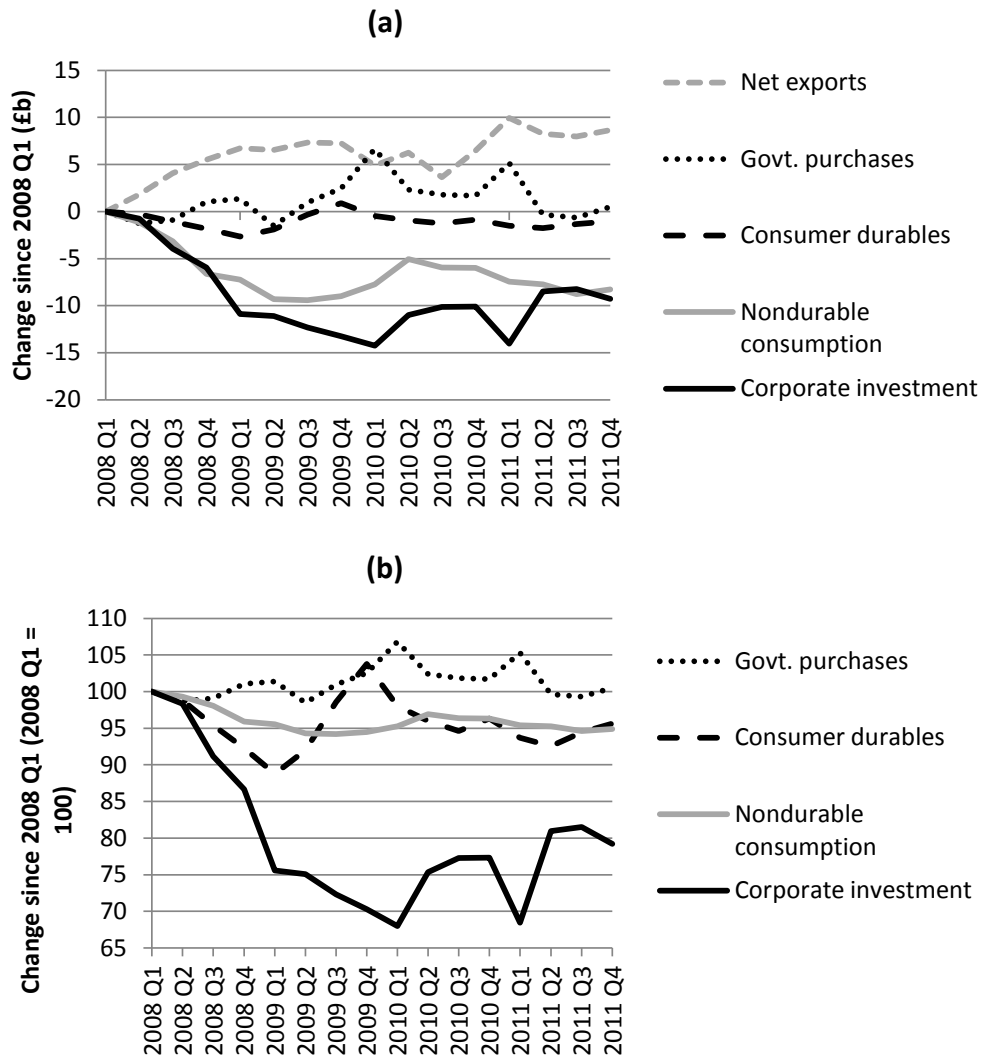 (a)
Change since 2008 Q1 (£b)
15
10
5
0
-5
-10
-15
-20
2008 Q1
2008 Q2
2008 Q3
2008 Q4
2009 Q1
2009 Q2
2009 Q3
2009 Q4
2010 Q1
2010 Q2
2010 Q3
2010 Q4
2011 Q1
2011 Q2
2011 Q3
2011 Q4
Net exports
Govt. purchases
Consumer durables
Nondurable
consumption
Corporate investment
(b)
Change since 2008 Q1 (2008 Q1 =
100)
110
105
100
95
90
85
80
75
70
65
2008 Q1
2008 Q2
2008 Q3
2008 Q4
2009 Q1
2009 Q2
2009 Q3
2009 Q4
2010 Q1
2010 Q2
2010 Q3
2010 Q4
2011 Q1
2011 Q2
2011 Q3
2011 Q4
Govt. purchases
Consumer durables
Nondurable
consumption
Corporate investment